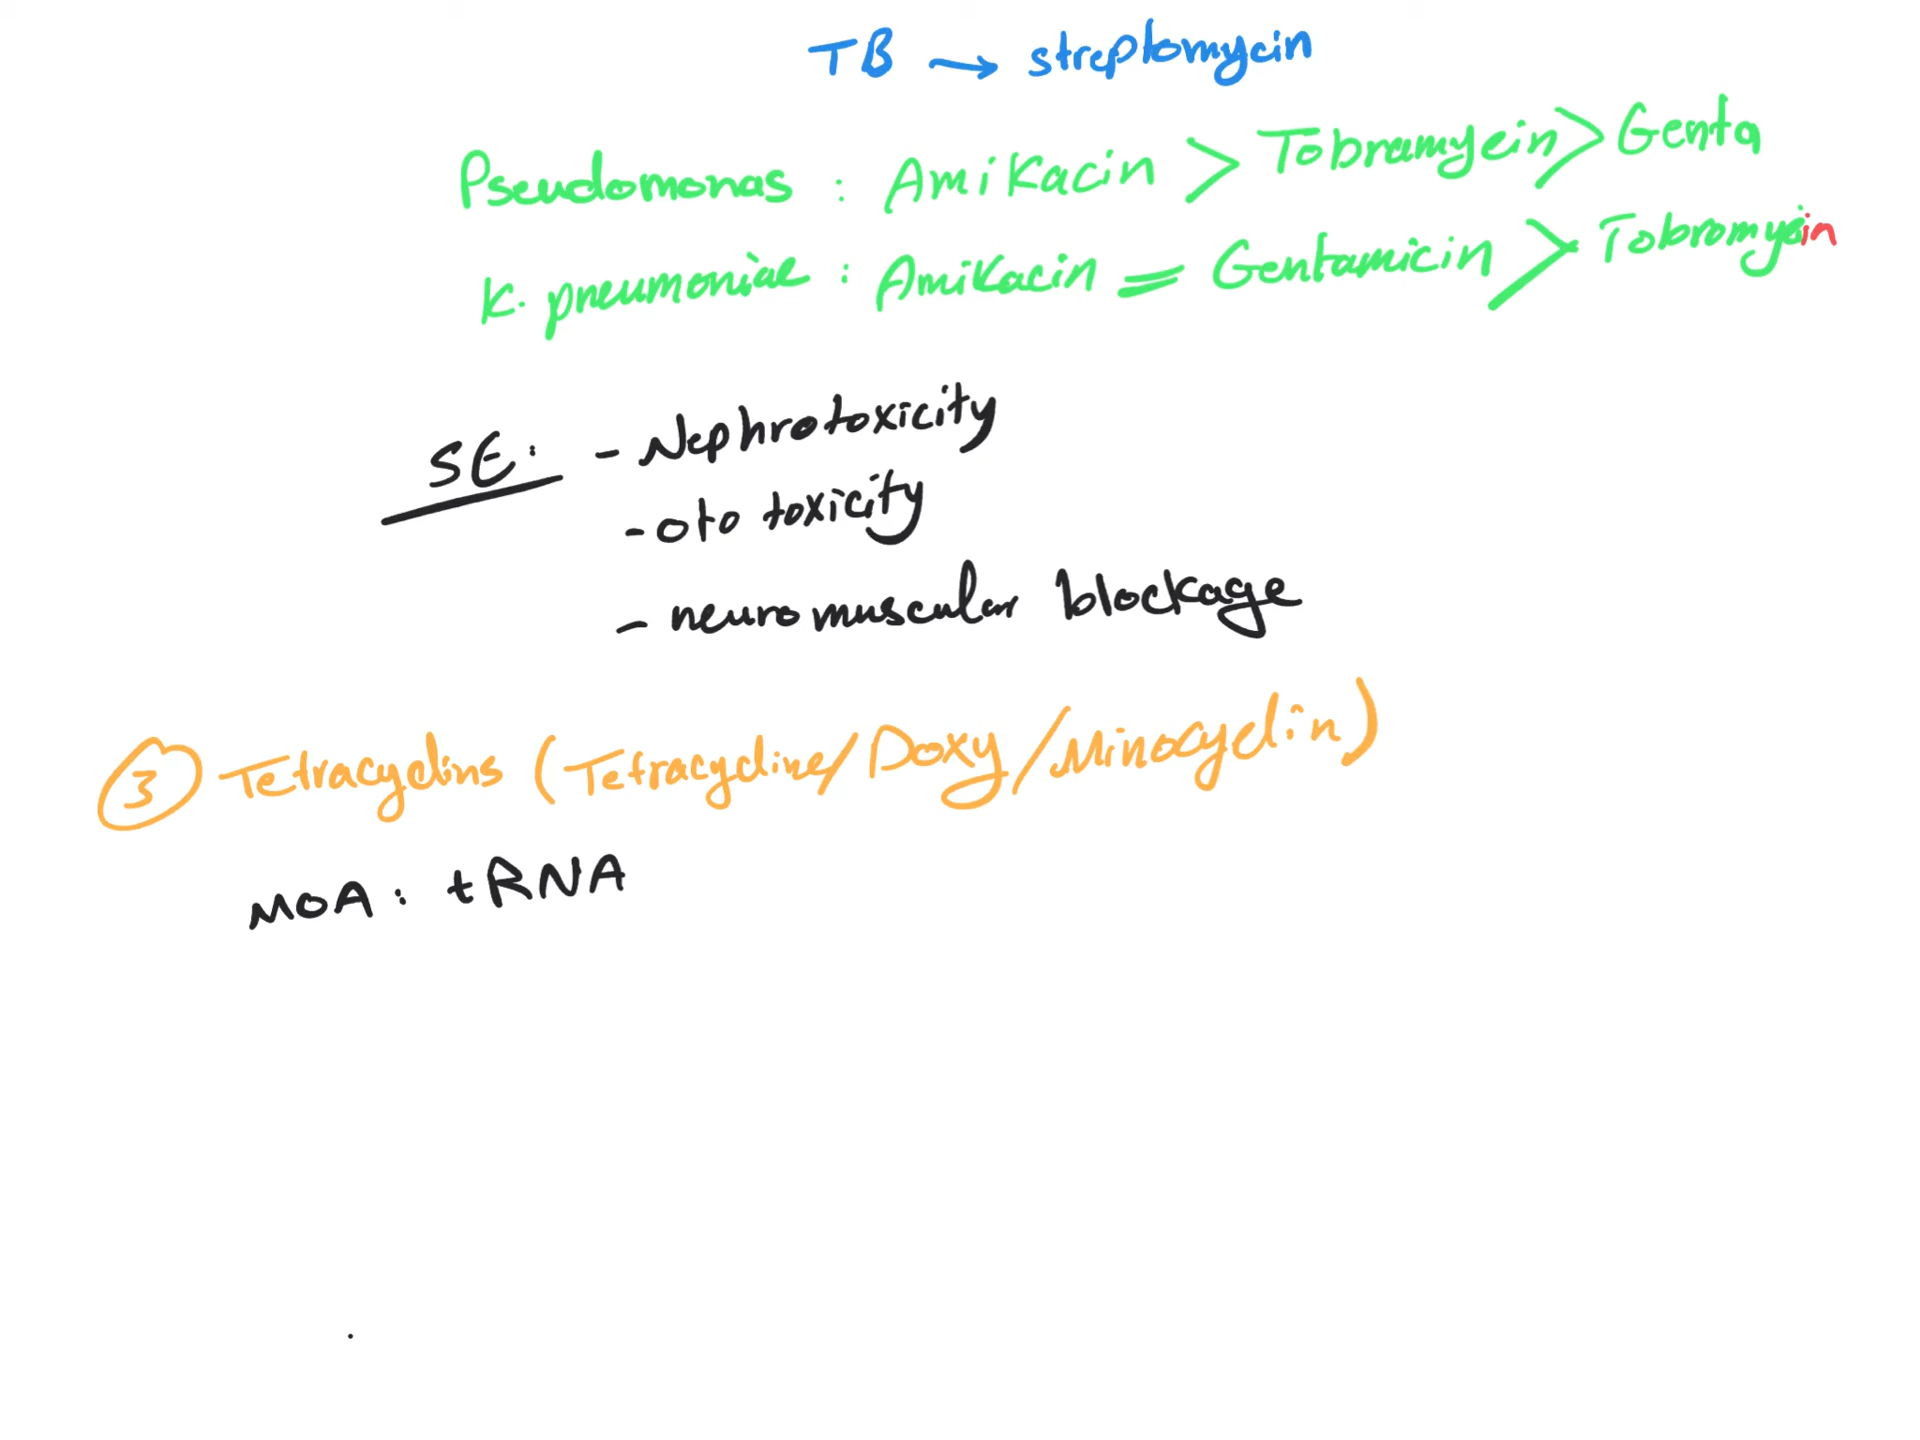 TB → streptomycin
Pseudomonas : Amikacin > Tobramycin > Genta
K. pneumoniae : Amikacin = Gentamicin > Tobromycin
SE: - Nephrotoxicity
- oto toxicity
- neuromuscular blockage
③ Tetracyclins (Tetracycline/Doxy/Minocyclin)
MOA: tRNA